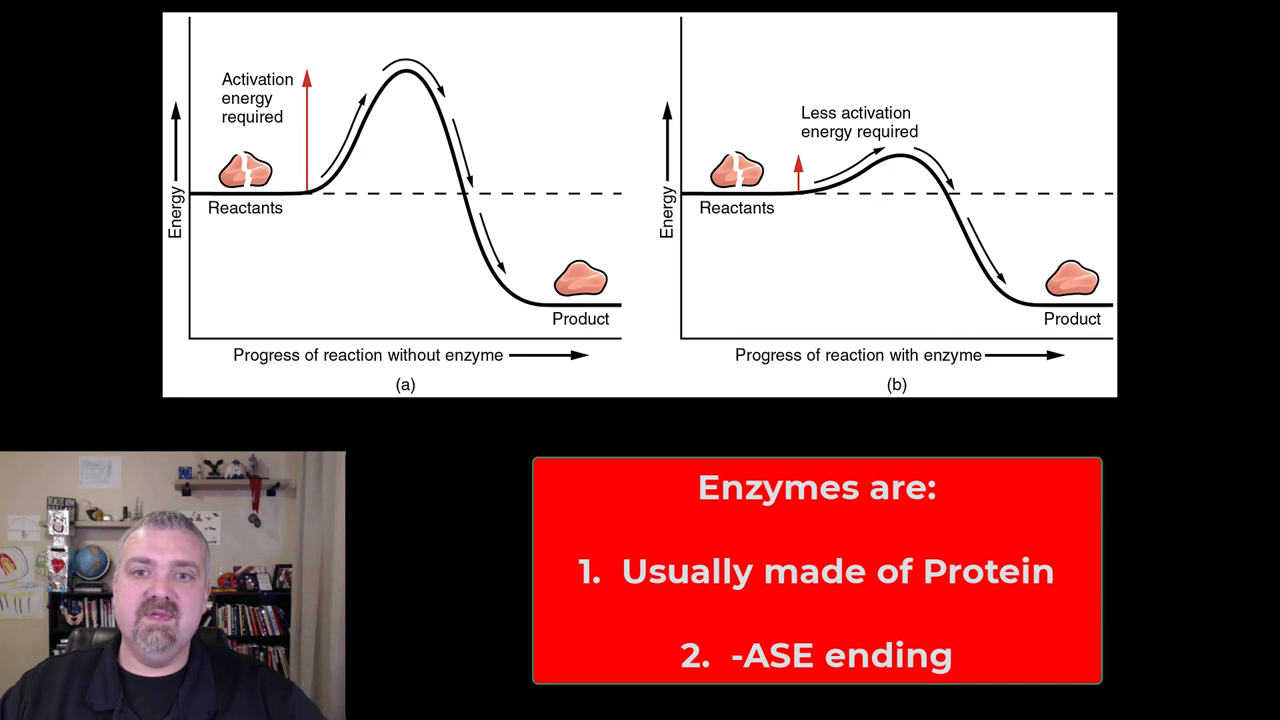 Activation
energy
required
Reactants
Energy
Product
Progress of reaction without enzyme
(a)
Less activation
energy required
Reactants
Energy
Product
Progress of reaction with enzyme
(b)
Enzymes are:
1. Usually made of Protein
2. -ASE ending